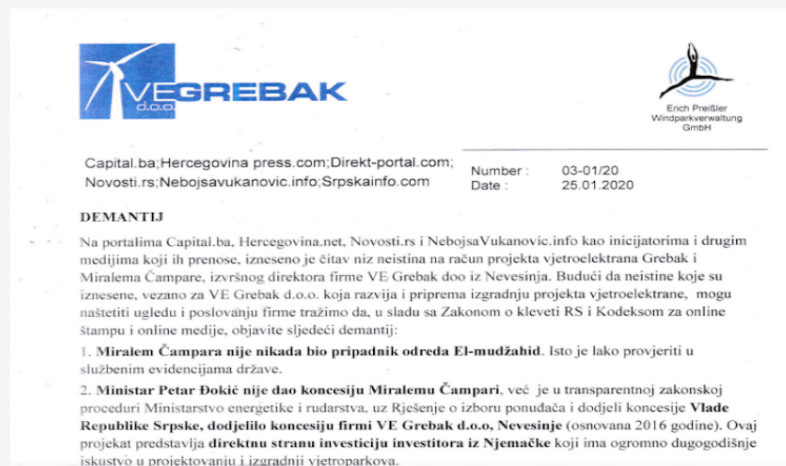 VEGREBAK
d.o.o.
Erich Preißler
Windparkverwaltung
GmbH
Capital.ba;Hercegovina press.com;Direkt-portal.com;
Novosti.rs;Nebojsavukanovic.info;Srpskainfo.com
Number : 03-01/20
Date : 25.01.2020
DEMANTIJ
Na portalima Capital.ba, Hercegovina.net, Novosti.rs i NebojsaVukanovic.info kao inicijatorima i drugim
medijima koji ih prenose, izneseno je čitav niz neistina na račun projekta vjetroelektrana Grebak i
Miralema Čampare, izvršnog direktora firme VE Grebak doo iz Nevesinja. Budući da neistine koje su
iznesene, vezano za VE Grebak d.o.o. koja razvija i priprema izgradnju projekta vjetroelektrane, mogu
naštetiti ugledu i poslovanju firme tražimo da, u sladu sa Zakonom o kleveti RS i Kodeksom za online
štampu i online medije, objavite sljedeći demantij:
1. Miralem Čampara nije nikada bio pripadnik odreda El-mudžahid. Isto je lako provjeriti u
službenim evidencijama države.
2. Ministar Petar Đokić nije dao koncesiju Miralemu Čampari, već je u transparentnoj zakonskoj
proceduri Ministarstvo energetike i rudarstva, uz Rješenje o izboru ponuđača i dodjeli koncesije Vlade
Republike Srpske, dodjelilo koncesiju firmi VE Grebak d.o.o, Nevesinje (osnovana 2016 godine). Ovaj
projekat predstavlja direktnu stranu investiciju investitora iz Njemačke koji ima ogromno dugogodišnje
iskustvo u projektovanju i izgradnji vjetroparkova.